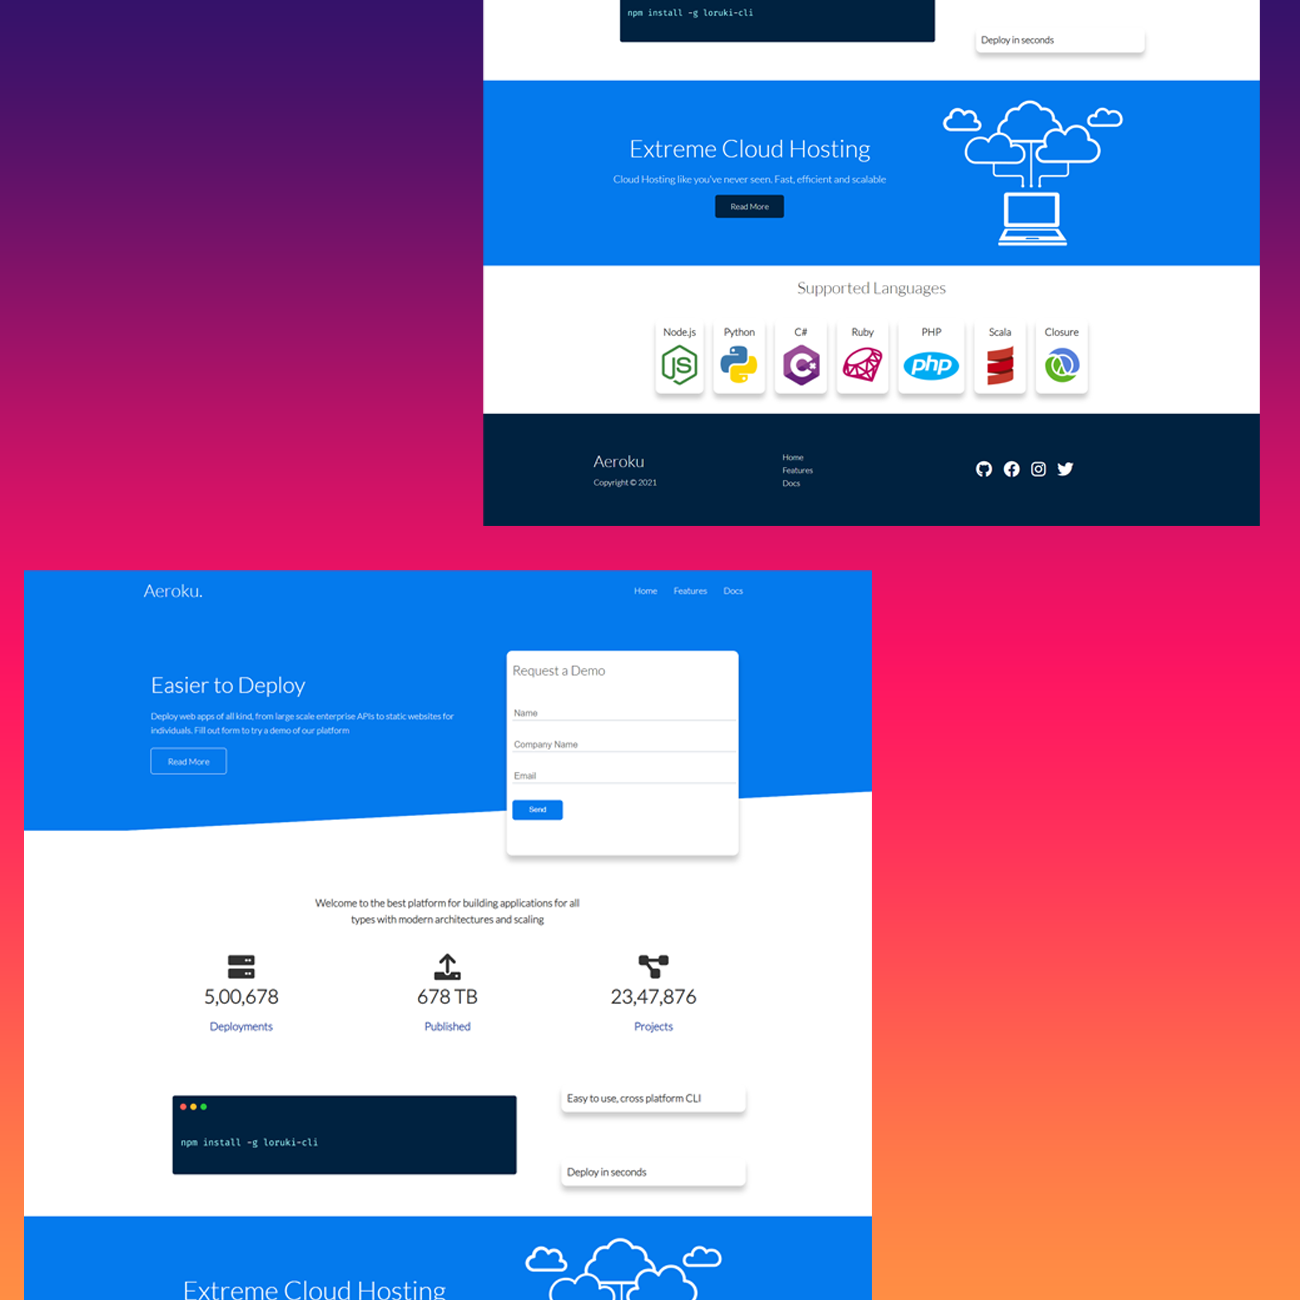 npm install -g loruki-cli
Deploy in seconds
Extreme Cloud Hosting
Cloud Hosting like you've never seen. Fast, efficient and scalable
Read More
Supported Languages
Node.js Python C# Ruby PHP Scala Closure
JS C# php
Aeroku
Copyright © 2021
Home
Features
Docs
Aeroku.
Home Features Docs
Easier to Deploy
Deploy web apps of all kind, from large scale enterprise APIs to static websites for
individuals. Fill out form to try a demo of our platform
Read More
Request a Demo
Name
Company Name
Email
Send
Welcome to the best platform for building applications for all
types with modern architectures and scaling
5,00,678 678 TB 23,47,876
Deployments Published Projects
npm install -g loruki-cli
Easy to use, cross platform CLI
Deploy in seconds
Extreme Cloud Hosting